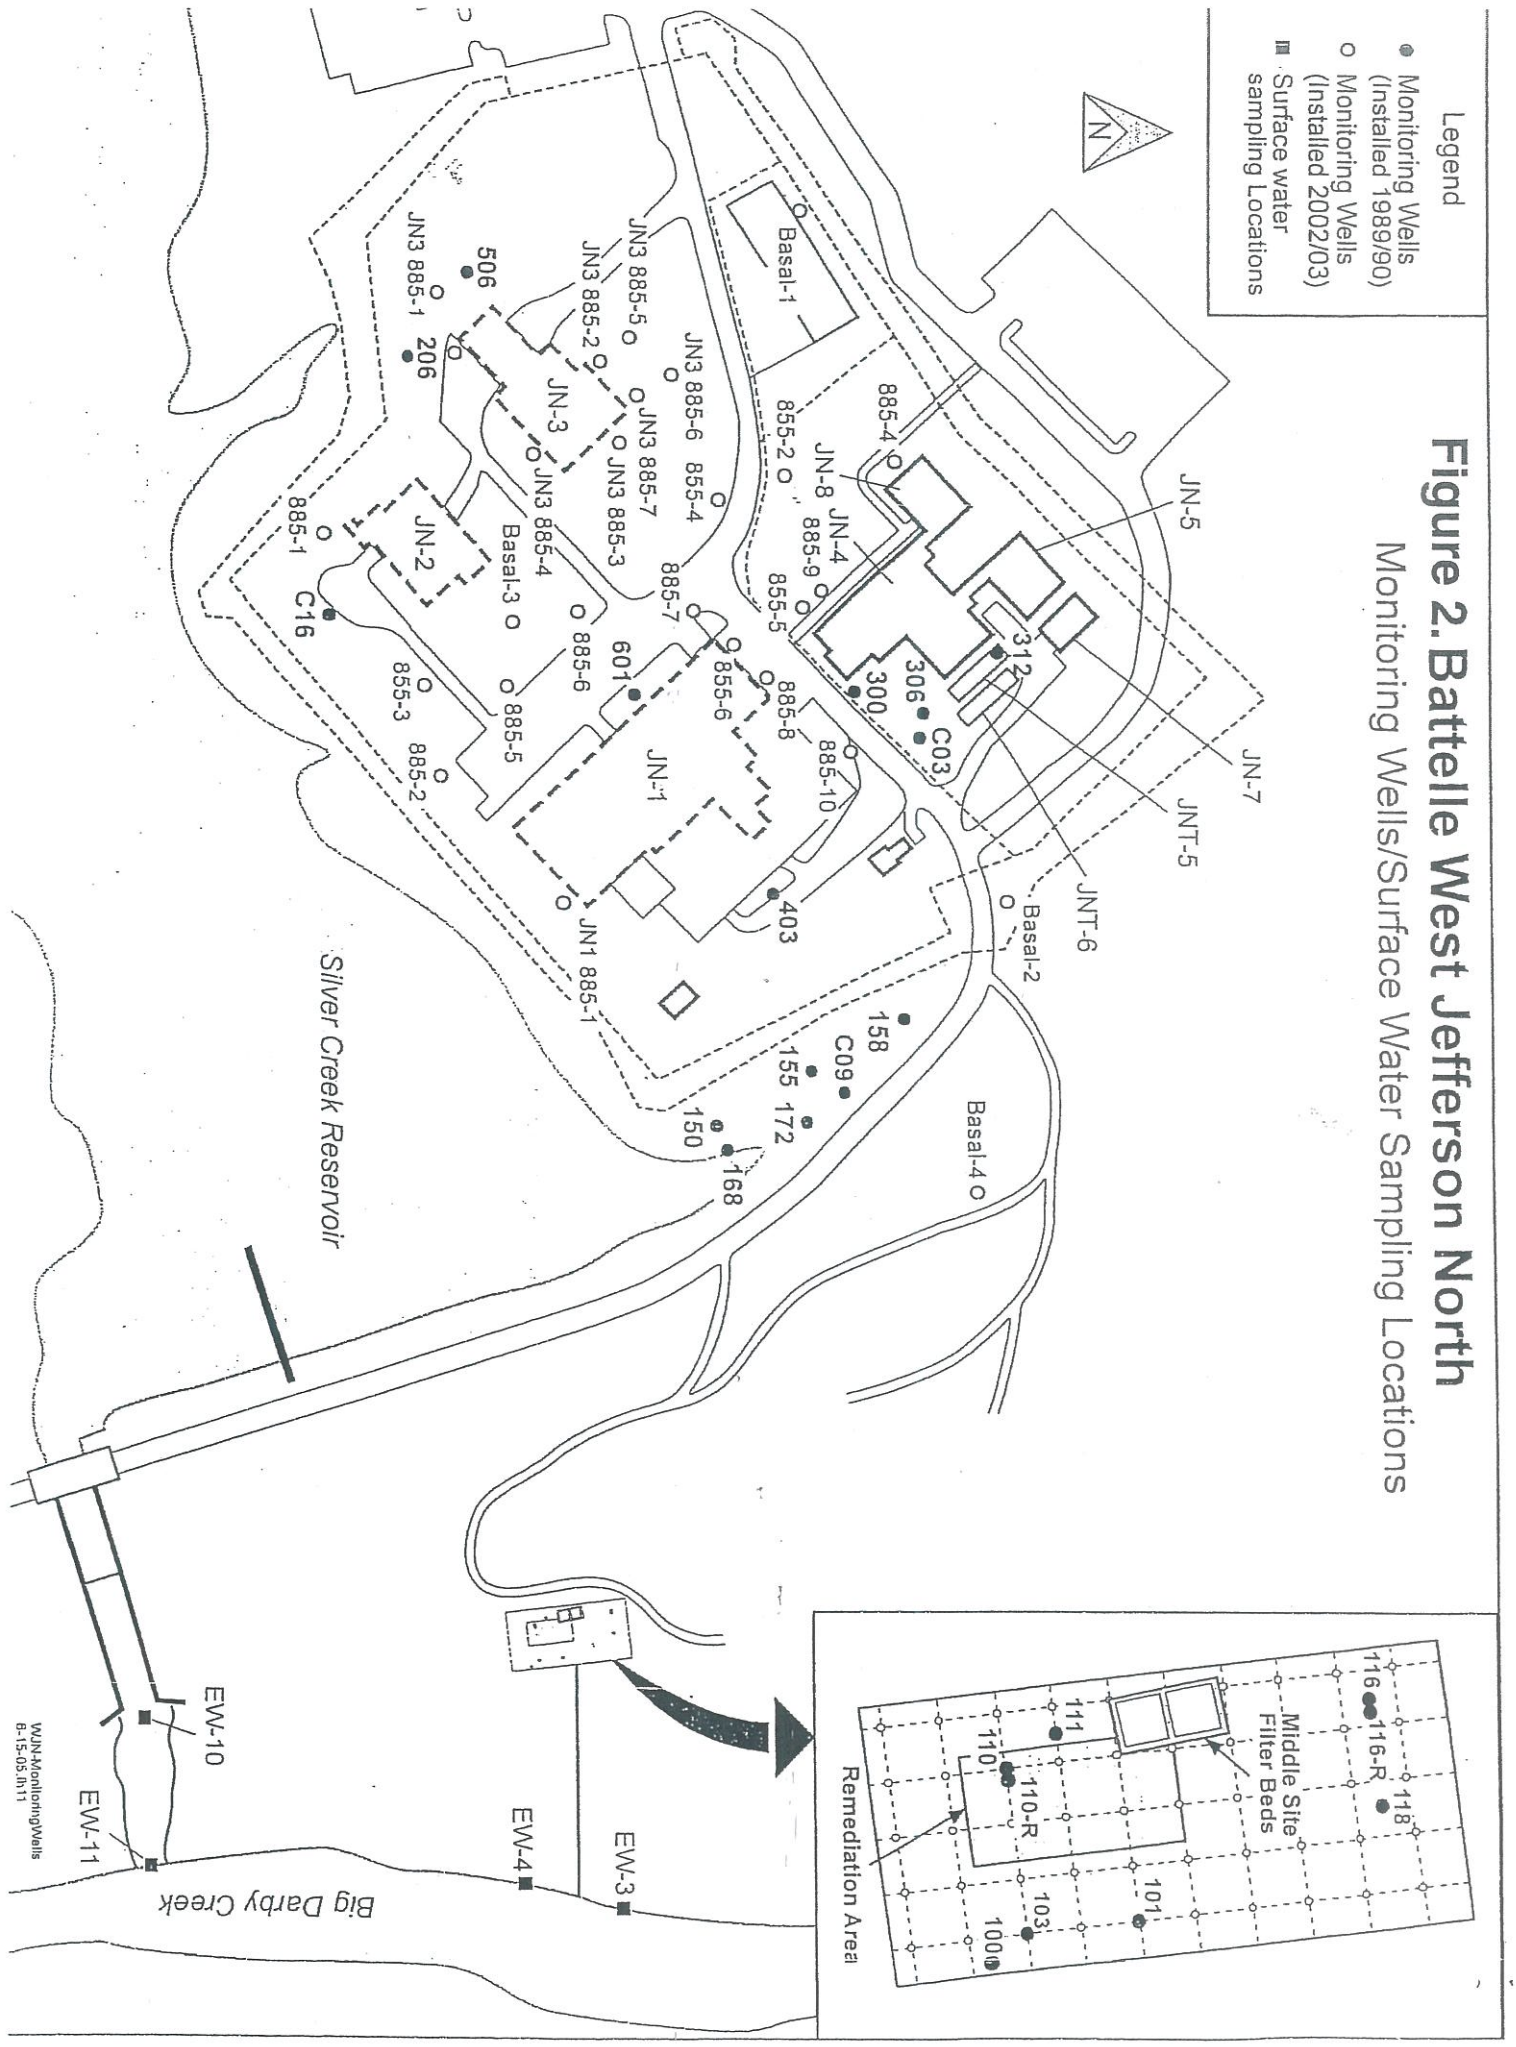 Figure 2.Battelle West Jefferson North
Monitoring Wells/Surface Water Sampling Locations
Legend
Monitoring Wells
(Installed 1989/90)
Monitoring Wells
(Installed 2002/03)
Surface water
sampling Locations
N
JN-5
JN-7
JNT-5
JNT-6
Basal-1
885-4
855-2
JN-8
JN-4
885-9
855-5
312
306
C03
300
Basal-2
506
JN3 885-1
206
JN3 885-5
JN3 885-2
JN3 885-6
JN-3
JN3 885-7
JN3 885-3
JN3 885-4
855-4
885-7
855-6
885-8
885-10
JN-2
Basal-3
885-6
601
885-5
885-1
C16
855-3
885-2
JN-1
403
JN1 885-1
158
C09
155
172
150
168
Basal-4
Silver Creek Reservoir
116
116-R
118
Middle Site
Filter Beds
111
110
110-R
101
103
100
Remediation Area
EW-10
EW-11
EW-4
EW-3
Big Darby Creek
WJN-MonitoringWells
8-15-05.fh11